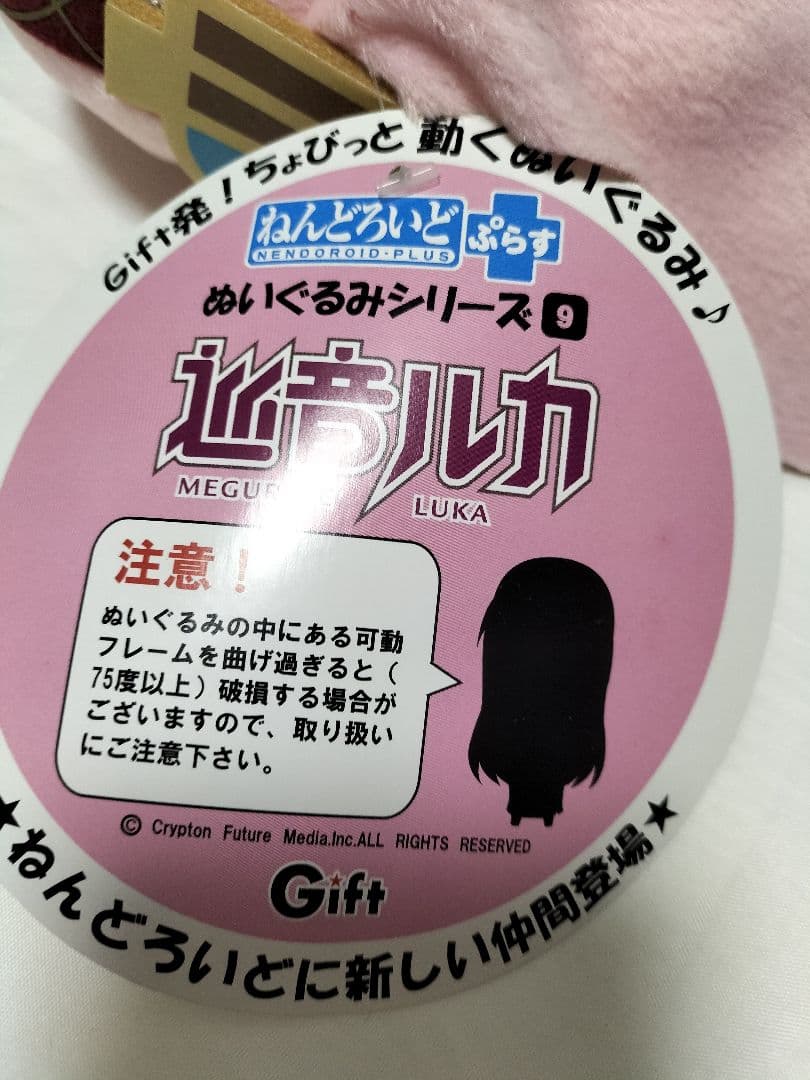 Gift発！ちょびっと動くぬいぐるみ♪
ねんどろいど ぷらす
NENDOROID・PLUS
ぬいぐるみシリーズ9
巡音ルカ
LUKA
注意！
ぬいぐるみの中にある可動
フレームを曲げ過ぎると（
75度以上）破損する場合が
ございますので、取り扱い
にご注意下さい。
© Crypton Future Media.Inc.ALL RIGHTS RESERVED
Gift
★ねんどろいどに新しい仲間登場★